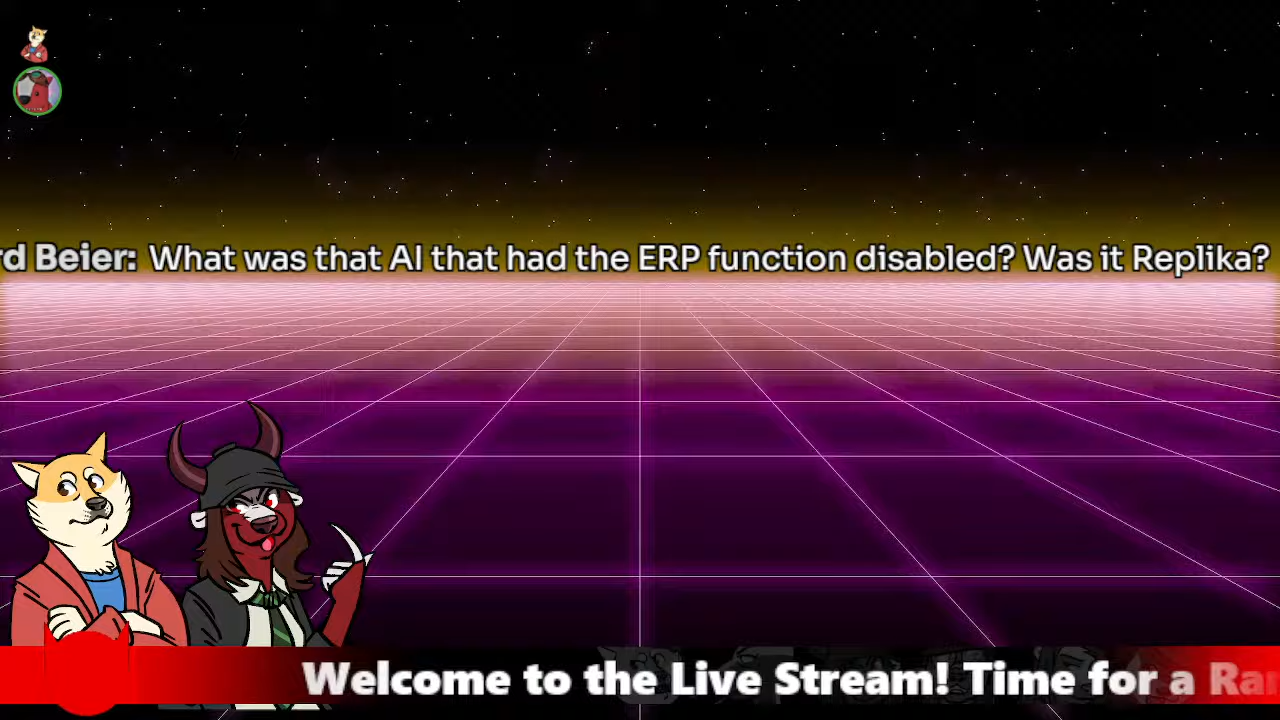 rd Beier: What was that AI that had the ERP function disabled? Was it Replika?
Welcome to the Live Stream! Time for a Ra